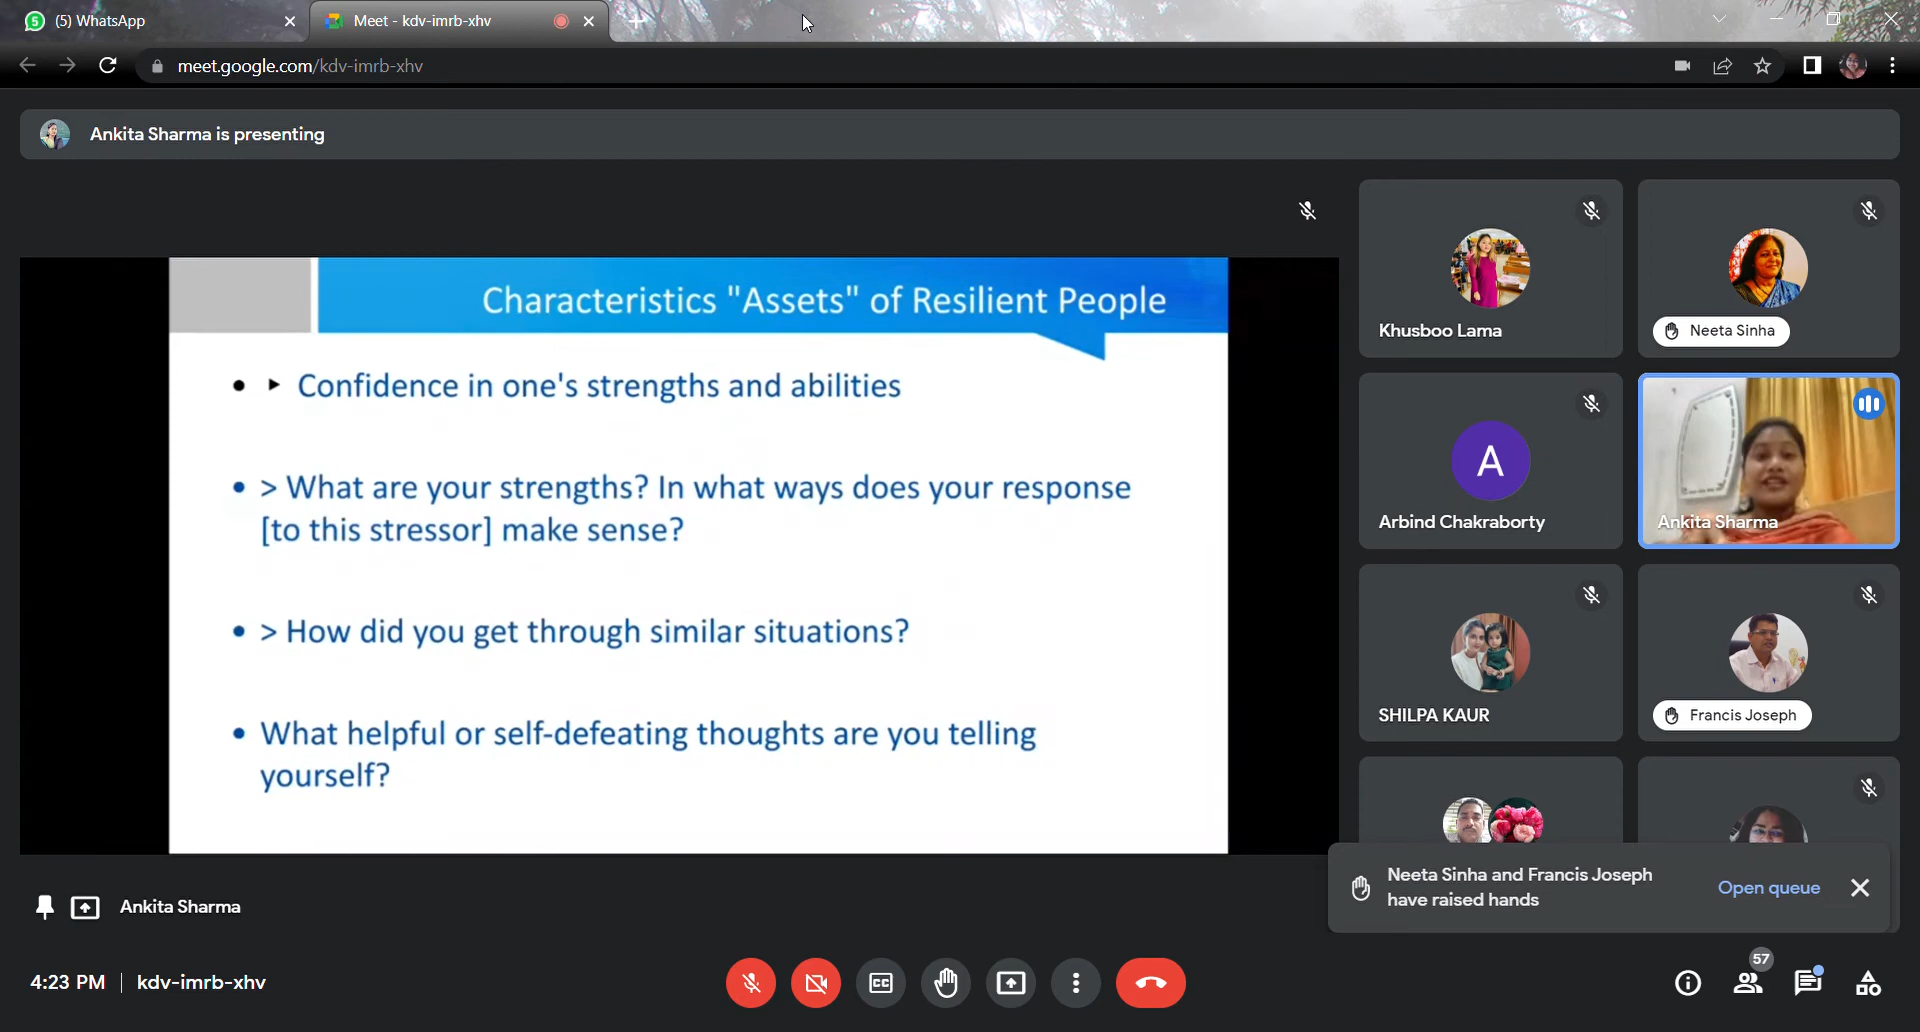 (5) WhatsApp
Meet - kdv-imrb-xhv
meet.google.com/kdv-imrb-xhv
Ankita Sharma is presenting
Characteristics "Assets" of Resilient People
• ▸ Confidence in one's strengths and abilities
• > What are your strengths? In what ways does your response
[to this stressor] make sense?
• > How did you get through similar situations?
• What helpful or self-defeating thoughts are you telling
yourself?
Khusboo Lama
Neeta Sinha
A
Arbind Chakraborty
Ankita Sharma
SHILPA KAUR
Francis Joseph
Neeta Sinha and Francis Joseph
have raised hands
Open queue
Ankita Sharma
4:23 PM | kdv-imrb-xhv
CC
57